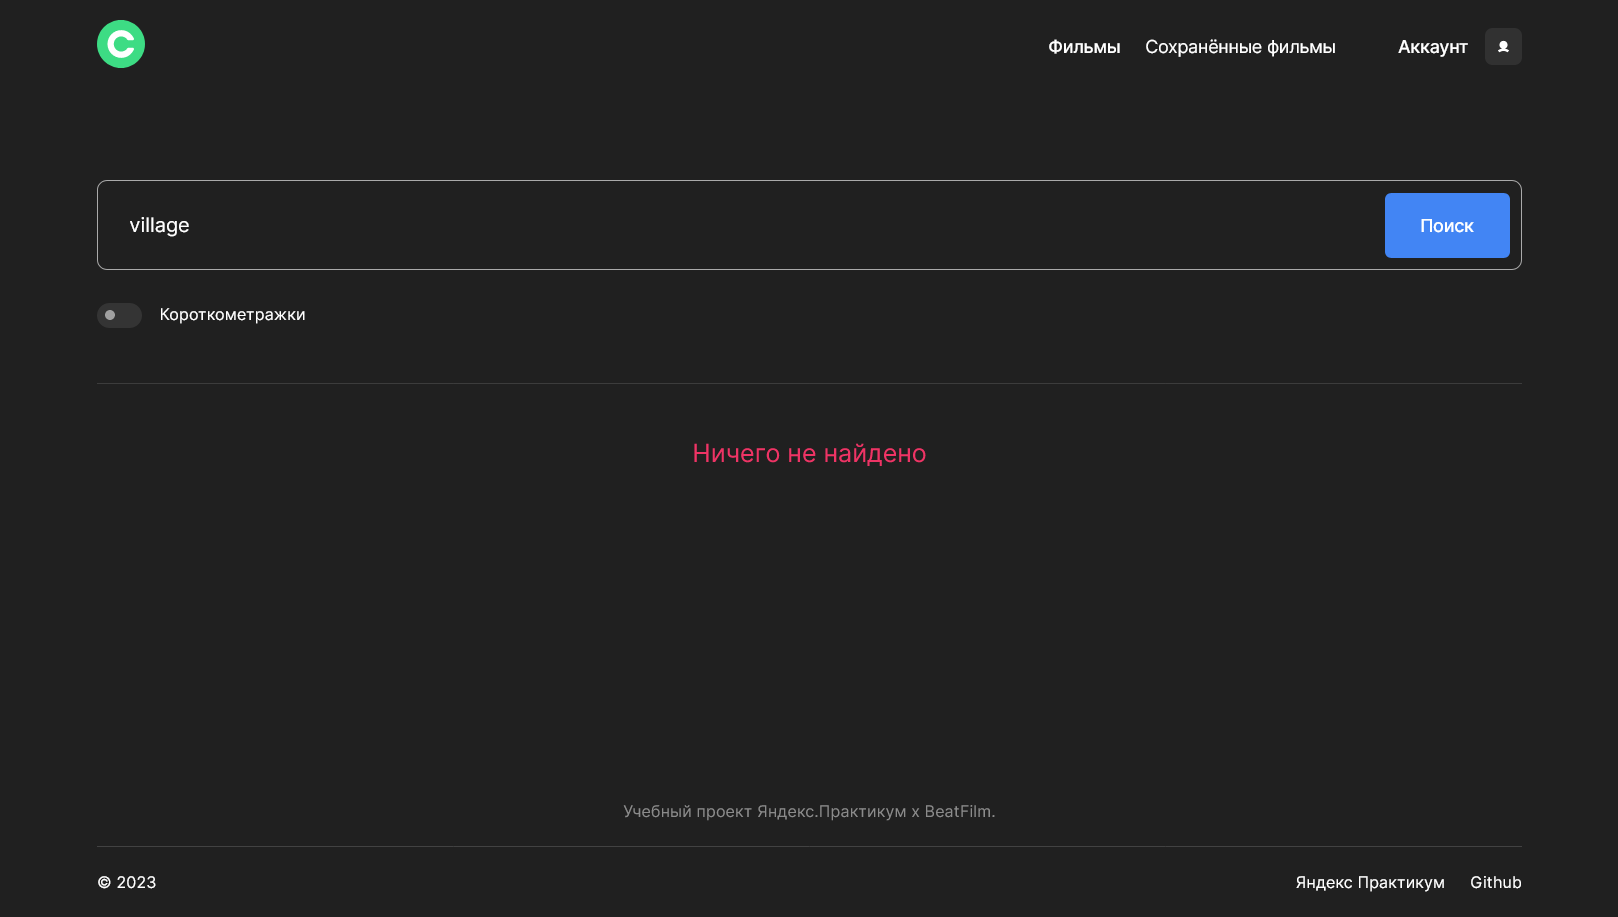 Фильмы Сохранённые фильмы Аккаунт
village
Поиск
Короткометражки
Ничего не найдено
Учебный проект Яндекс.Практикум х BeatFilm.
© 2023 Яндекс Практикум Github